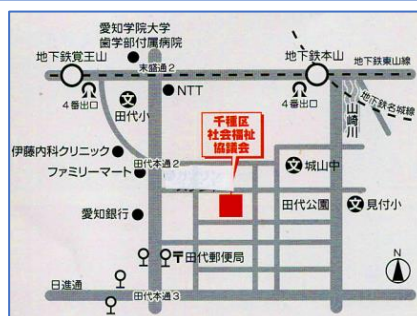 愛知学院大学
歯学部付属病院
地下鉄覚王山
地下鉄本山
地下鉄東山線
末盛通2
4番出口
文
田代小
NTT
4番出口
山崎川
地下鉄名城線
千種区
社会福祉
協議会
伊藤内科クリニック
田代本通2
文
城山中
ファミリーマート
愛知銀行
田代公園
文
見付小
〒田代郵便局
N
日進通
田代本通3